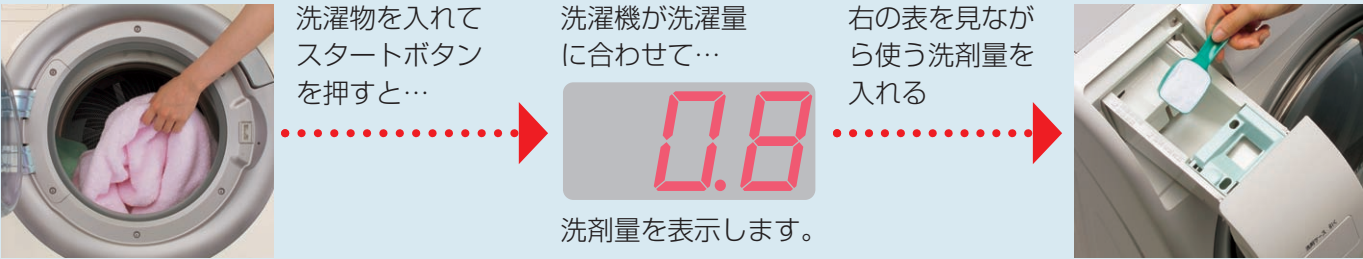 洗濯物を入れて
スタートボタン
を押すと…
洗濯機が洗濯量
に合わせて…
0.8
洗剤量を表示します。
右の表を見なが
ら使う洗剤量を
入れる